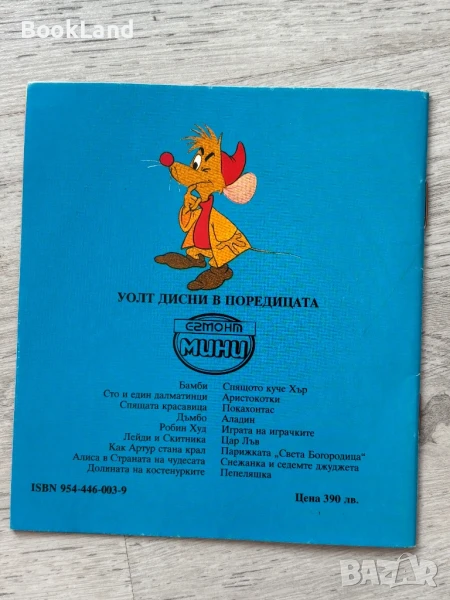 BookLand
УОЛТ ДИСНИ В ПОРЕДИЦАТА
егмонт
МИНИ
Бамби
Сто и един далматинци
Спящата красавица
Дъмбо
Робин Худ
Лейди и Скитника
Как Артур стана крал
Алиса в Страната на чудесата
Долната на костенурките
Спящото куче Хър
Аристокотки
Покахонтас
Аладин
Играта на играчките
Цар Лъв
Парижката „Света Богородица"
Снежанка и седемте джуджета
Пепеляшка
ISBN 954-446-003-9
Цена 390 лв.
BAZAR